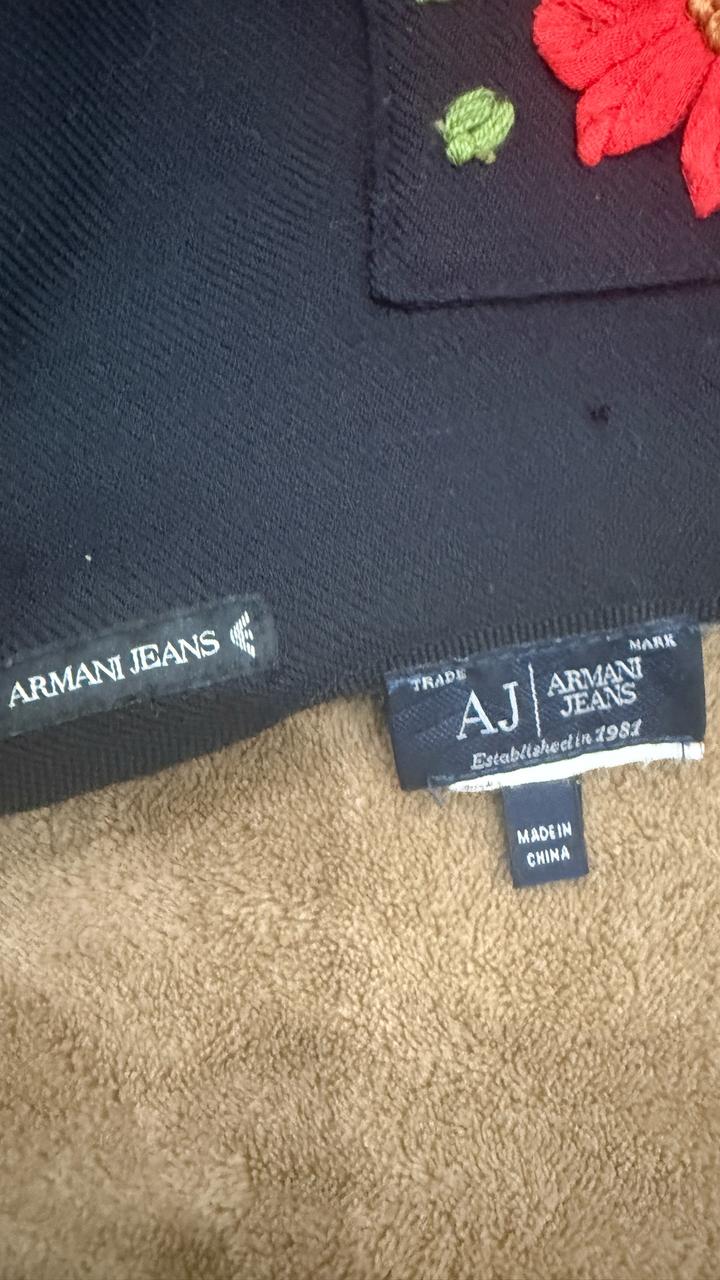 ARMANI JEANS
TRADE MARK
AJ
ARMANI
JEANS
Established in 1981
MADE IN
CHINA